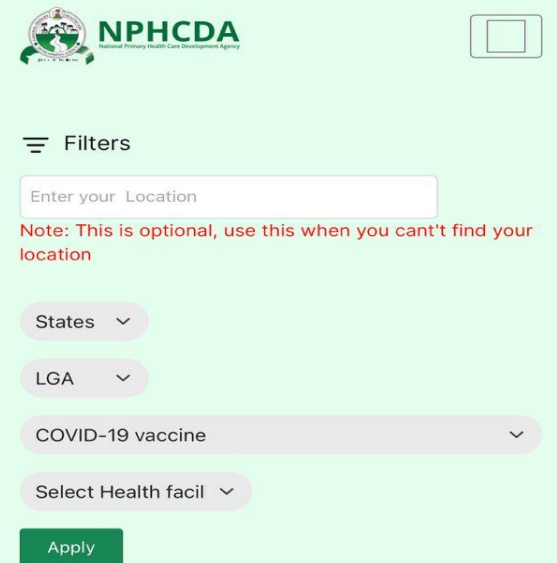 NPHCDA
National Primary Health Care Development Agency
Filters
Enter your Location
Note: This is optional, use this when you cant't find your
location
States
LGA
COVID-19 vaccine
Select Health facil
Apply